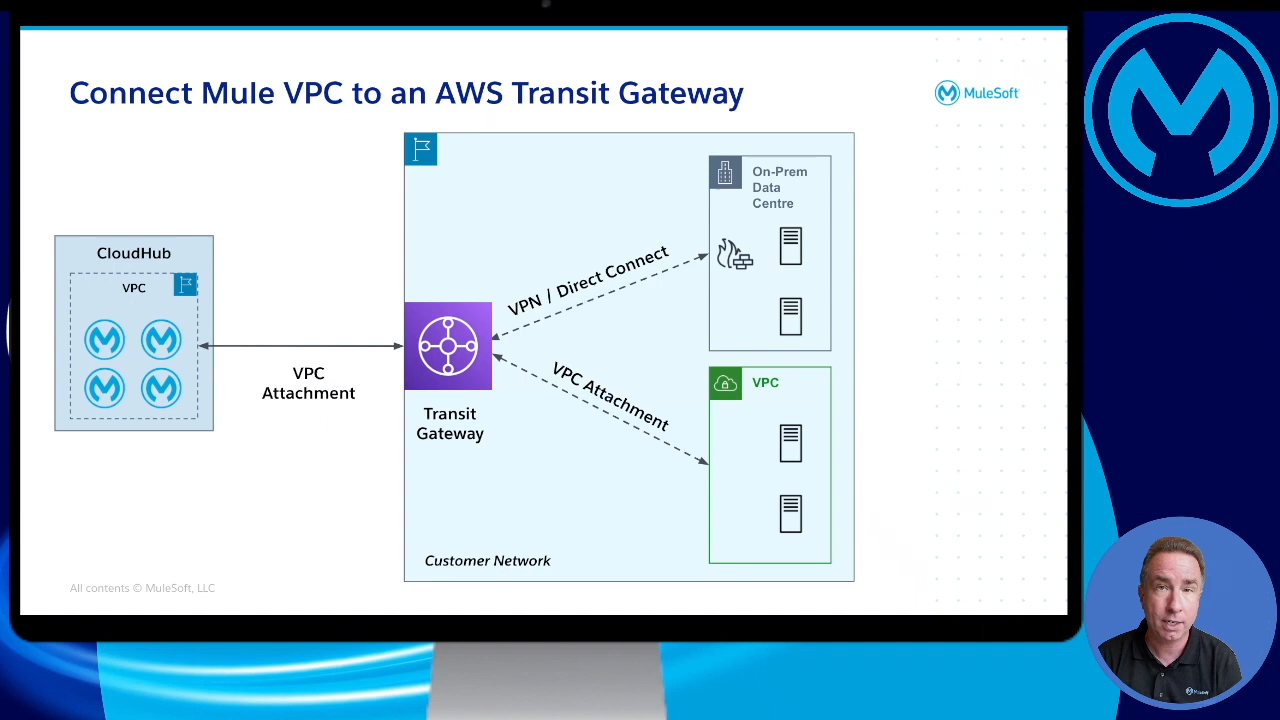 Connect Mule VPC to an AWS Transit Gateway
MuleSoft
On-Prem
Data
Centre
CloudHub
VPC
VPN / Direct Connect
VPC
Attachment
VPC Attachment
VPC
Transit
Gateway
Customer Network
All contents © MuleSoft, LLC
MuleSoft